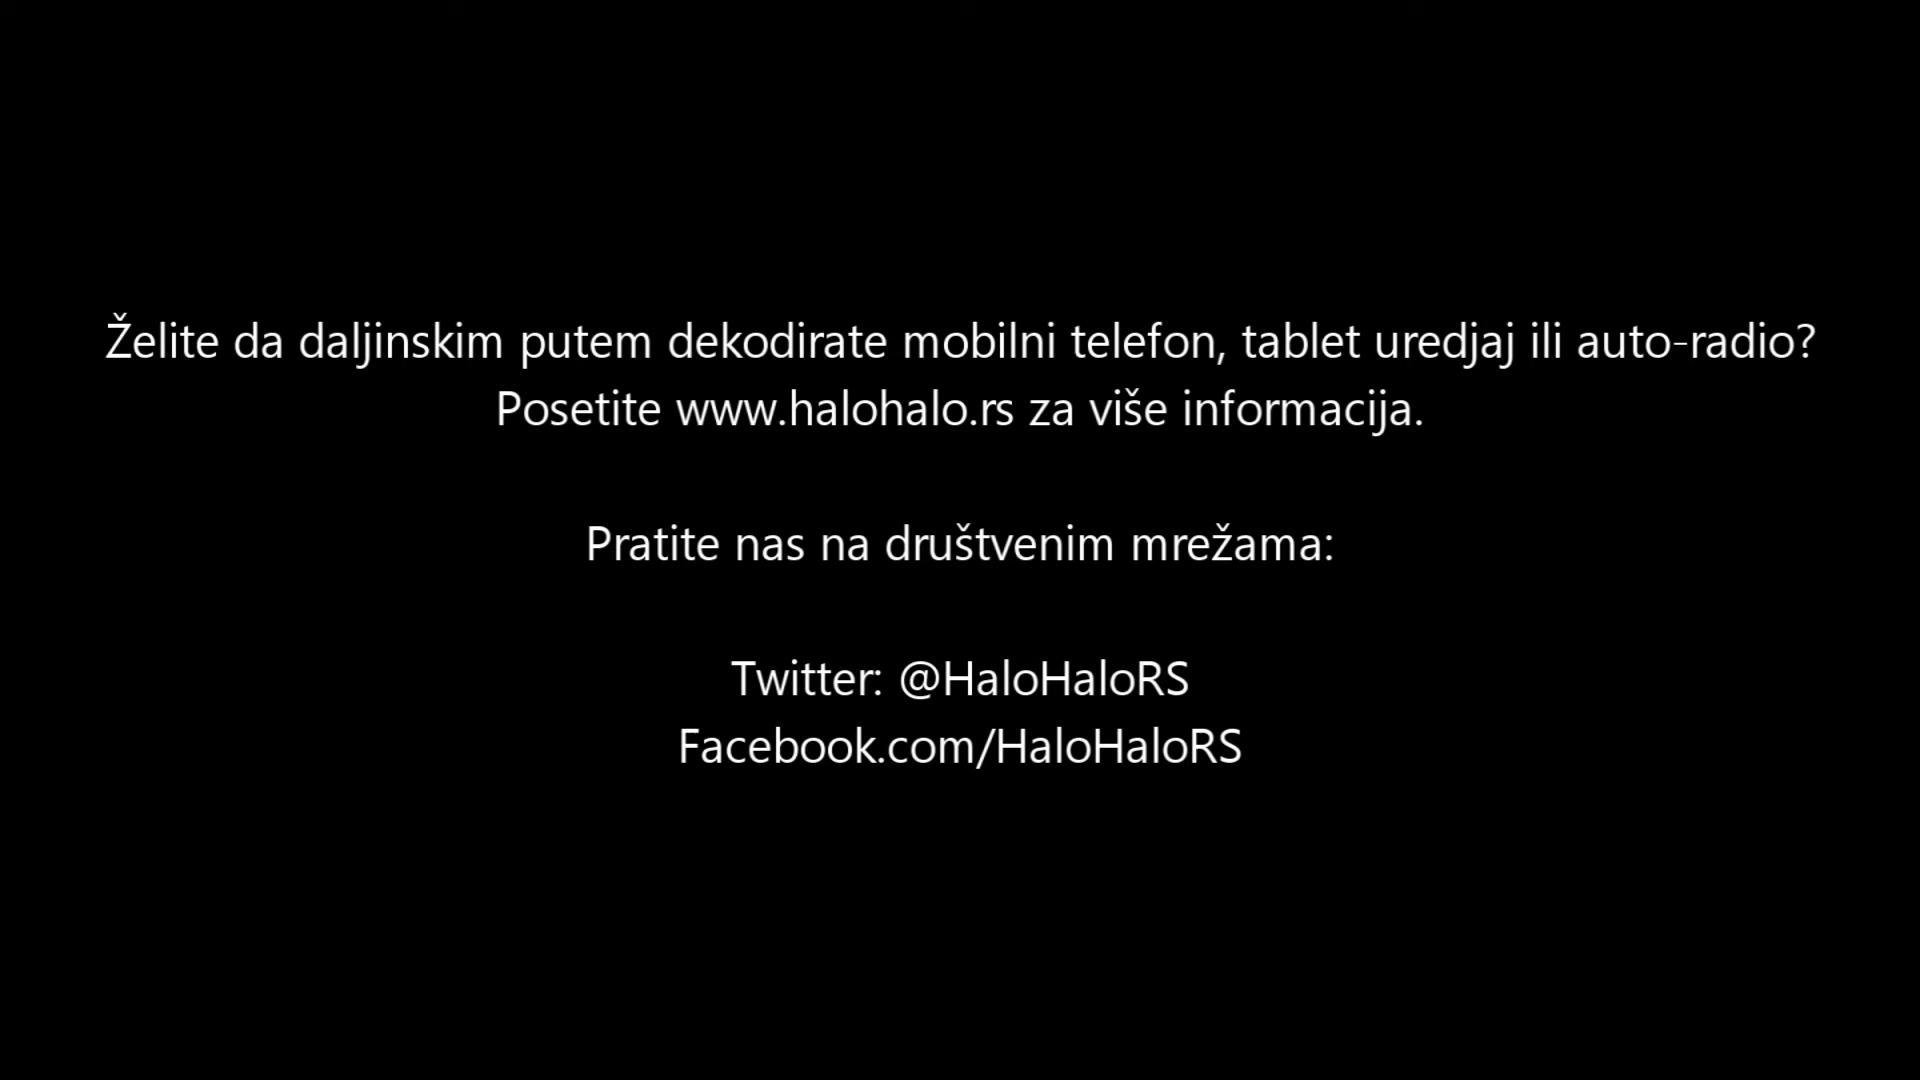 Želite da daljinskim putem dekodirate mobilni telefon, tablet uredjaj ili auto-radio?
Posetite www.halohalo.rs za više informacija.
Pratite nas na društvenim mrežama:
Twitter: @HaloHaloRS
Facebook.com/HaloHaloRS